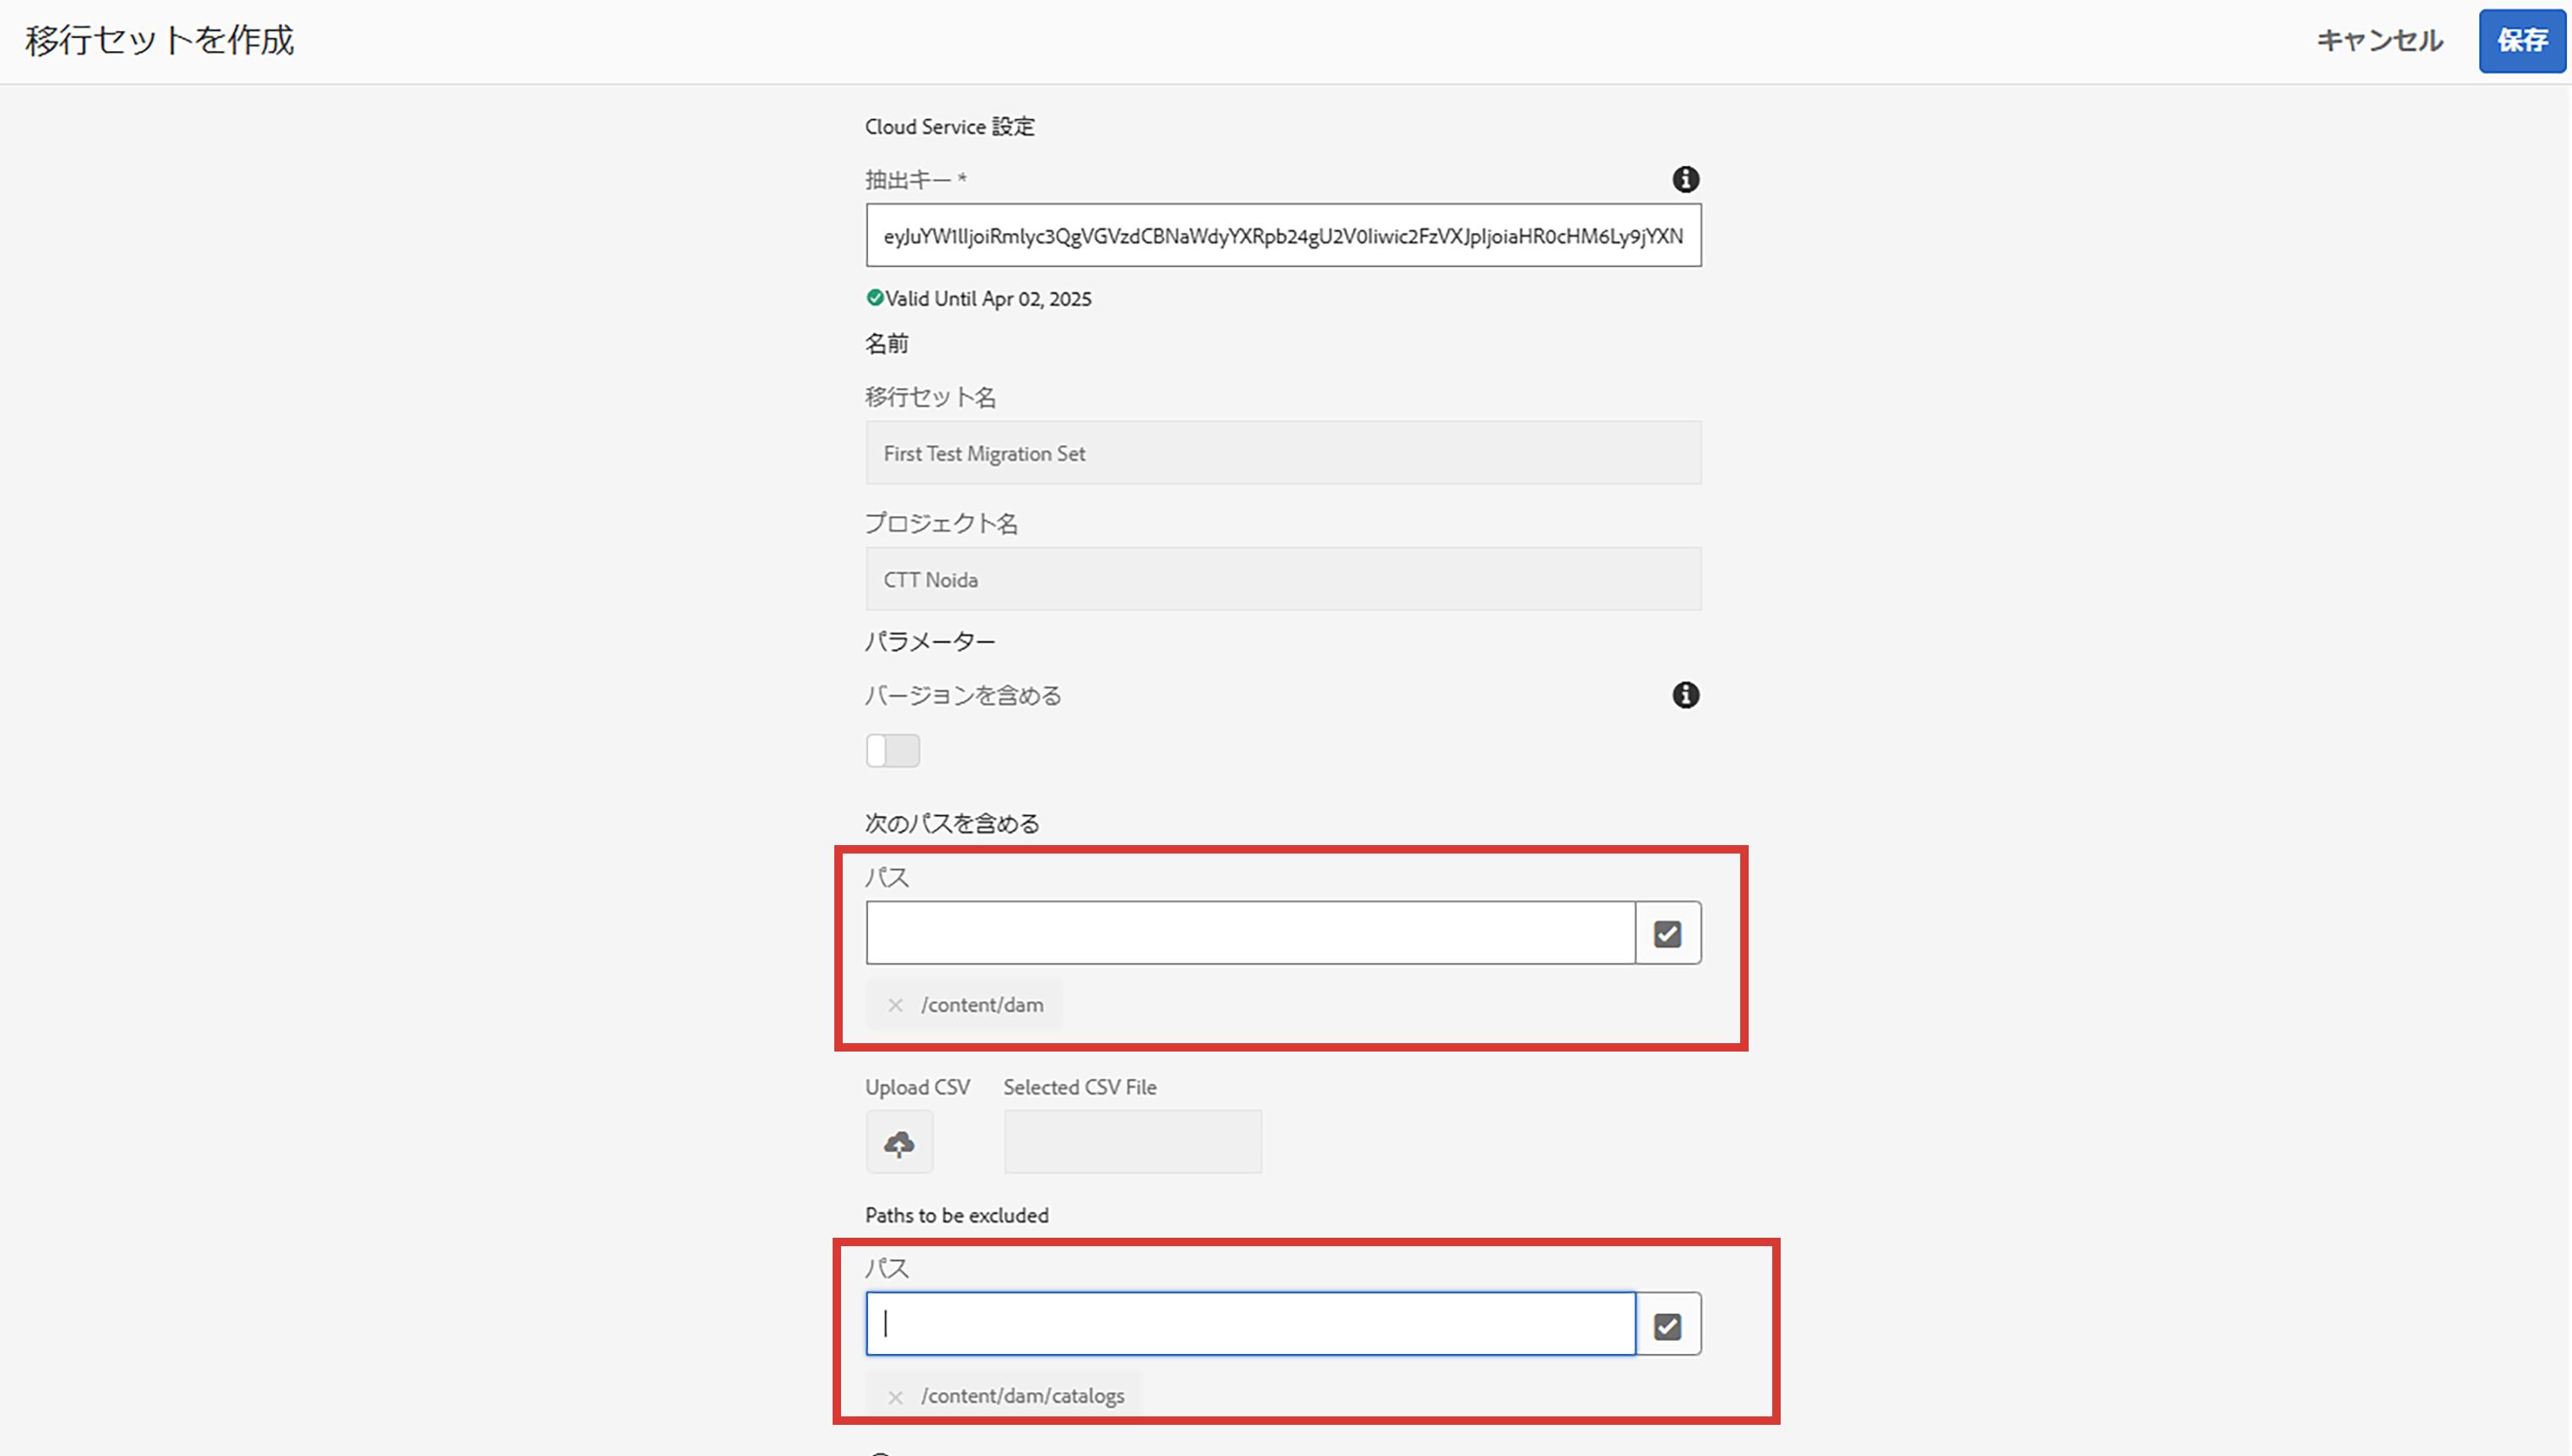 移行セットを作成
キャンセル
保存
Cloud Service 設定
抽出キー *
eyJuYW1lIjoiRmlyc3QgVGVzdCBNaWdyYXRpb24gU2V0Iiwic2FzVXJpIjoiaHR0cHM6Ly9jYXN
Valid Until Apr 02, 2025
名前
移行セット名
First Test Migration Set
プロジェクト名
CTT Noida
パラメーター
バージョンを含める
次のパスを含める
パス
/content/dam
Upload CSV
Selected CSV File
Paths to be excluded
パス
/content/dam/catalogs